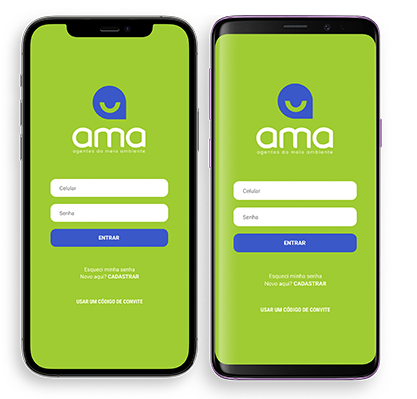 ama
agentes do meio ambiente
Celular
Senha
ENTRAR
Esqueci minha senha
Novo aqui? CADASTRAR
USAR UM CÓDIGO DE CONVITE
ama
agentes do meio ambiente
Celular
Senha
ENTRAR
Esqueci minha senha
Novo aqui? CADASTRAR
USAR UM CÓDIGO DE CONVITE